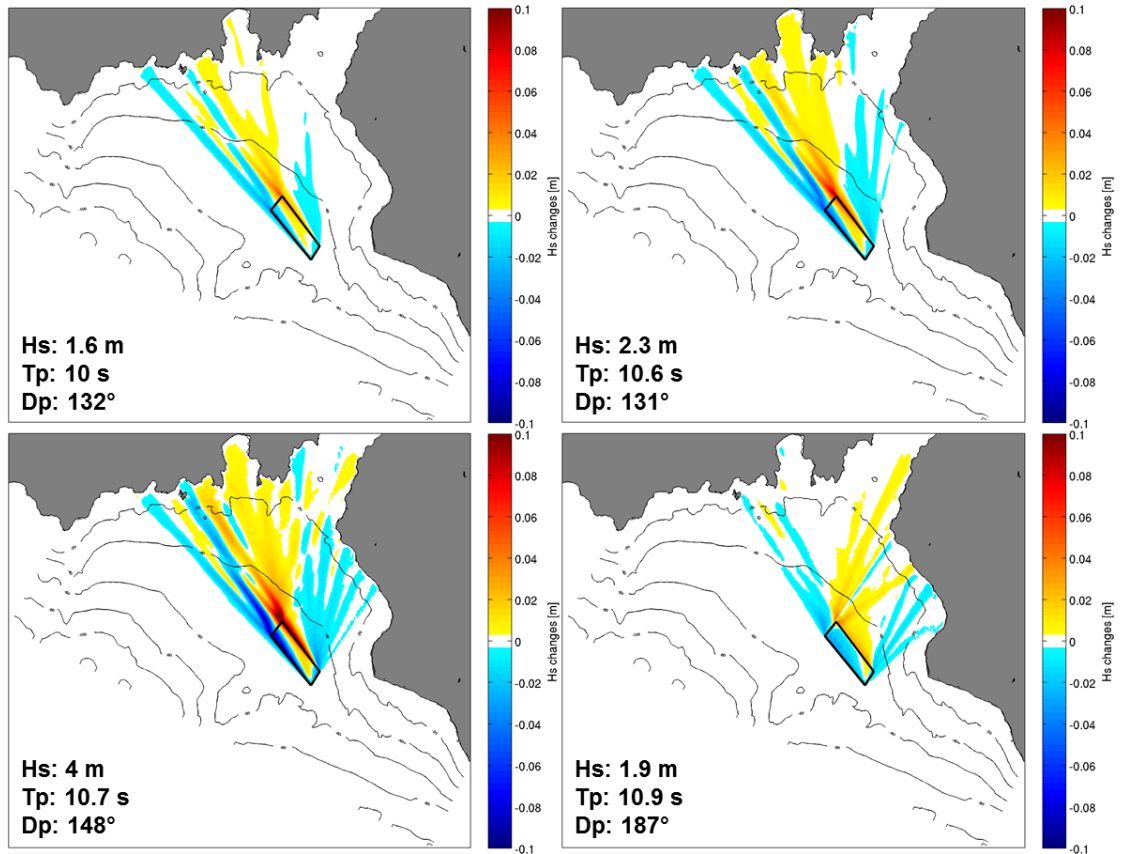 0.1
0.08
0.06
0.04
0.02
0
-0.02
-0.04
-0.06
-0.08
-0.1
Hs changes [m]
Hs: 1.6 m
Tp: 10 s
Dp: 132°
0.1
0.08
0.06
0.04
0.02
0
-0.02
-0.04
-0.06
-0.08
-0.1
Hs changes [m]
Hs: 2.3 m
Tp: 10.6 s
Dp: 131°
0.1
0.08
0.06
0.04
0.02
0
-0.02
-0.04
-0.06
-0.08
-0.1
Hs changes [m]
Hs: 4 m
Tp: 10.7 s
Dp: 148°
0.1
0.08
0.06
0.04
0.02
0
-0.02
-0.04
-0.06
-0.08
-0.1
Hs changes [m]
Hs: 1.9 m
Tp: 10.9 s
Dp: 187°